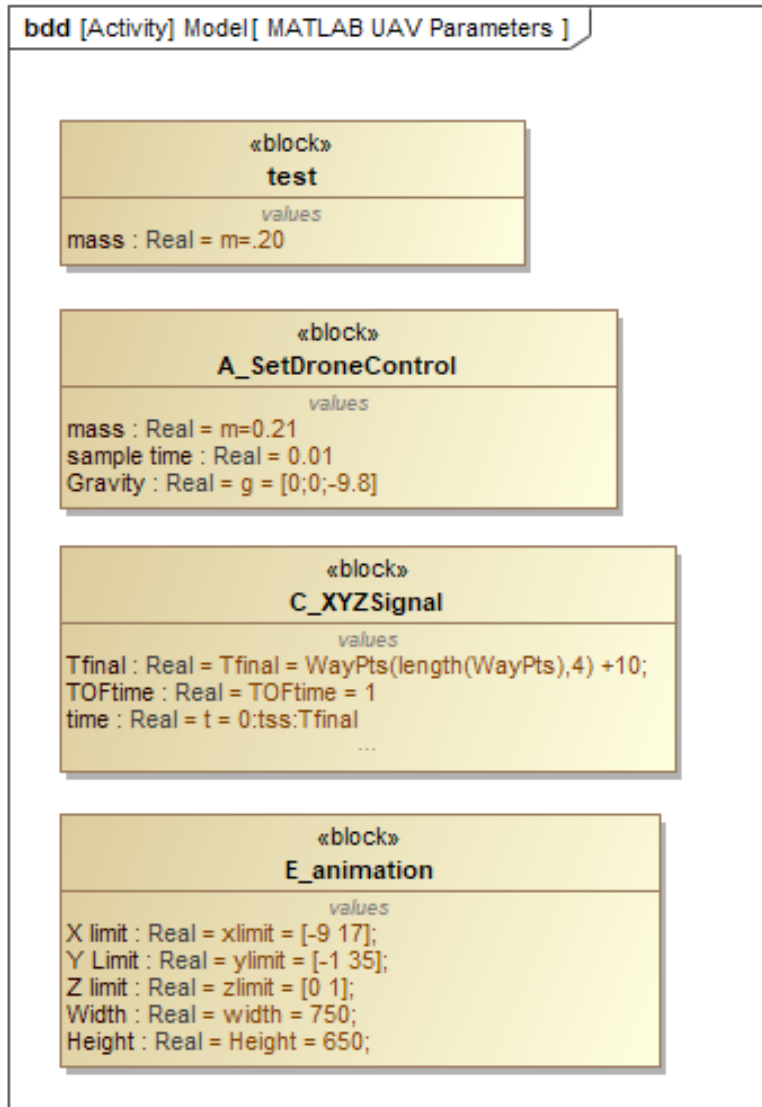 bdd [Activity] Model[ MATLAB UAV Parameters ]
«block»
test
values
mass : Real = m=.20
«block»
A_SetDroneControl
values
mass : Real = m=0.21
sample time : Real = 0.01
Gravity : Real = g = [0;0;-9.8]
«block»
C_XYZSignal
values
Tfinal : Real = Tfinal = WayPts(length(WayPts),4) +10;
TOFtime : Real = TOFtime = 1
time : Real = t = 0:tss:Tfinal
...
«block»
E_animation
values
X limit : Real = xlimit = [-9 17];
Y Limit : Real = ylimit = [-1 35];
Z limit : Real = zlimit = [0 1];
Width : Real = width = 750;
Height : Real = Height = 650;